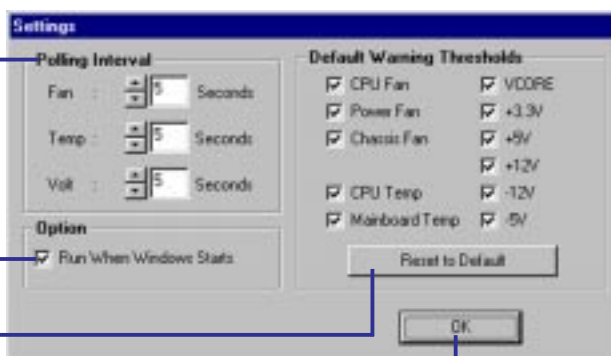 Settings
Polling Interval
Fan : 5 Seconds
Temp : 5 Seconds
Volt : 5 Seconds
Option
Run When Windows Starts
Default Warning Thresholds
CPU Fan VCORE
Power Fan +3.3V
Chassis Fan +5V
+12V
CPU Temp -12V
Mainboard Temp -5V
Reset to Default
OK